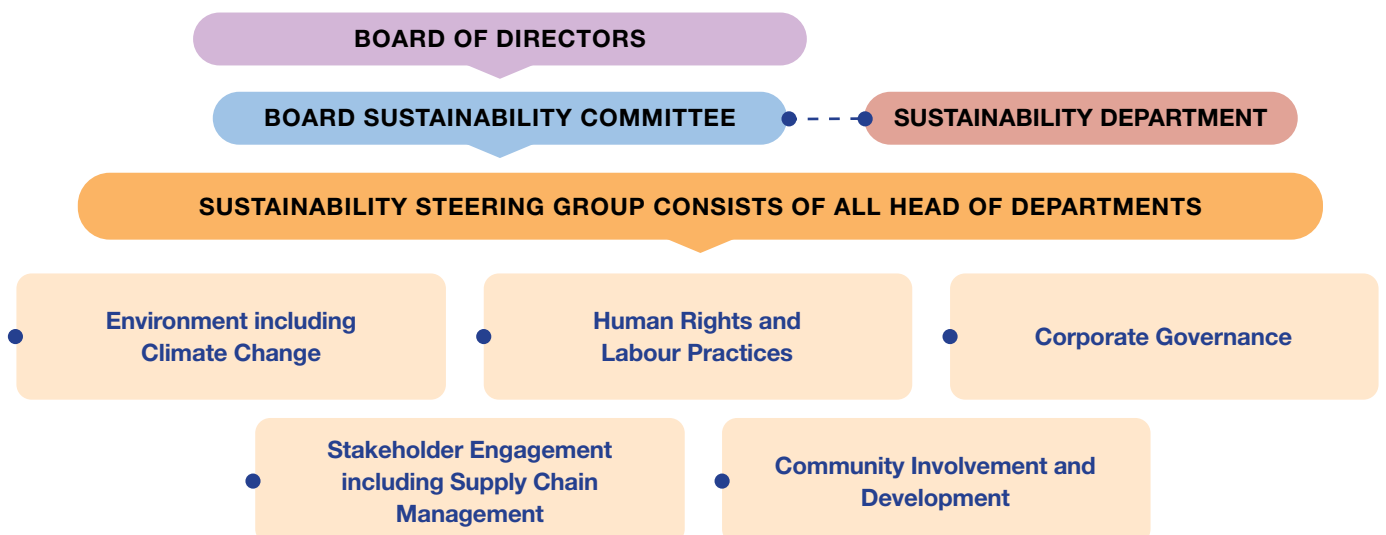 BOARD OF DIRECTORS
BOARD SUSTAINABILITY COMMITTEE
SUSTAINABILITY DEPARTMENT
SUSTAINABILITY STEERING GROUP CONSISTS OF ALL HEAD OF DEPARTMENTS
Environment including
Climate Change
Human Rights and
Labour Practices
Corporate Governance
Stakeholder Engagement
including Supply Chain
Management
Community Involvement and
Development